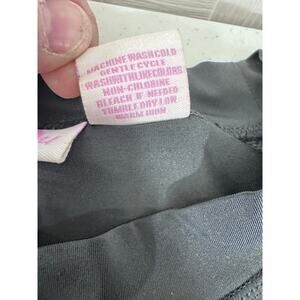 MACHINE WASH COLD
GENTLE CYCLE
WASH WITH LIKE COLORS
NON-CHLORINE
BLEACH IF NEEDED
TUMBLE DRY LOW
WARM IRON